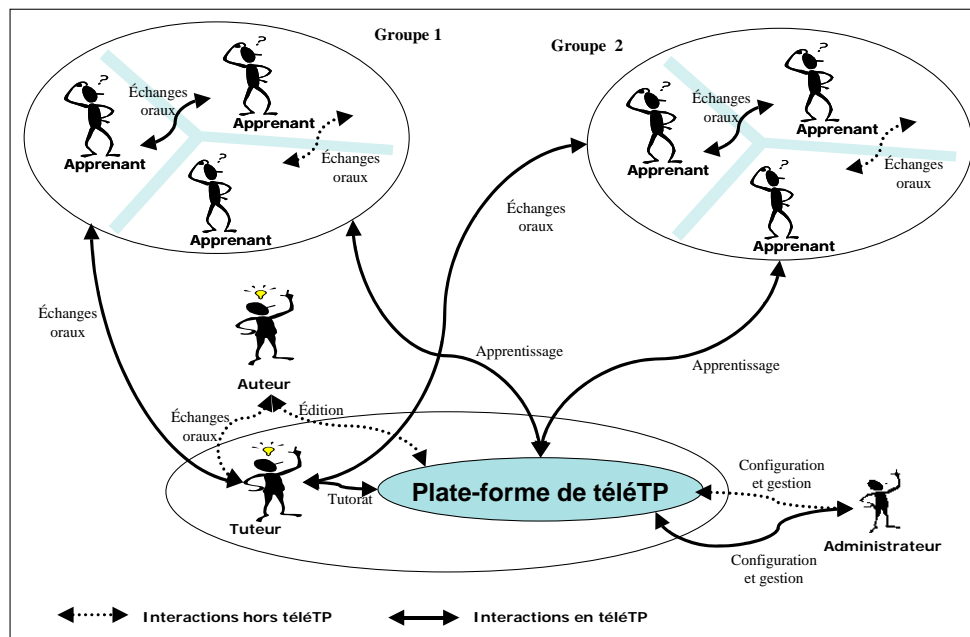 Groupe 1
Groupe 2
?
?
?
Échanges
oraux
Échanges
oraux
Apprenant
Apprenant
Apprenant
?
?
?
Échanges
oraux
Échanges
oraux
Apprenant
Apprenant
Apprenant
Échanges
oraux
Échanges
oraux
Apprentissage
Apprentissage
Auteur
Échanges
oraux
Édition
Tuteur
Tutorat
Plate-forme de téléTP
Configuration
et gestion
Administrateur
Configuration
et gestion
Interactions hors téléTP
Interactions en téléTP